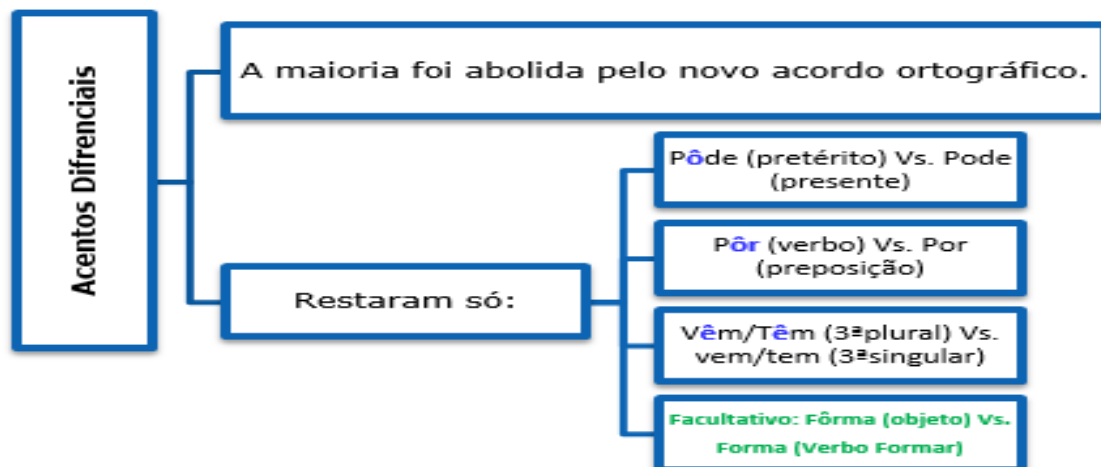 Acentos Difrenciais
A maioria foi abolida pelo novo acordo ortográfico.
Restaram só:
Pôde (pretérito) Vs. Pode
(presente)
Pôr (verbo) Vs. Por
(preposição)
Vêm/Têm (3ªplural) Vs.
vem/tem (3ªsingular)
Facultativo: Fôrma (objeto) Vs.
Forma (Verbo Formar)